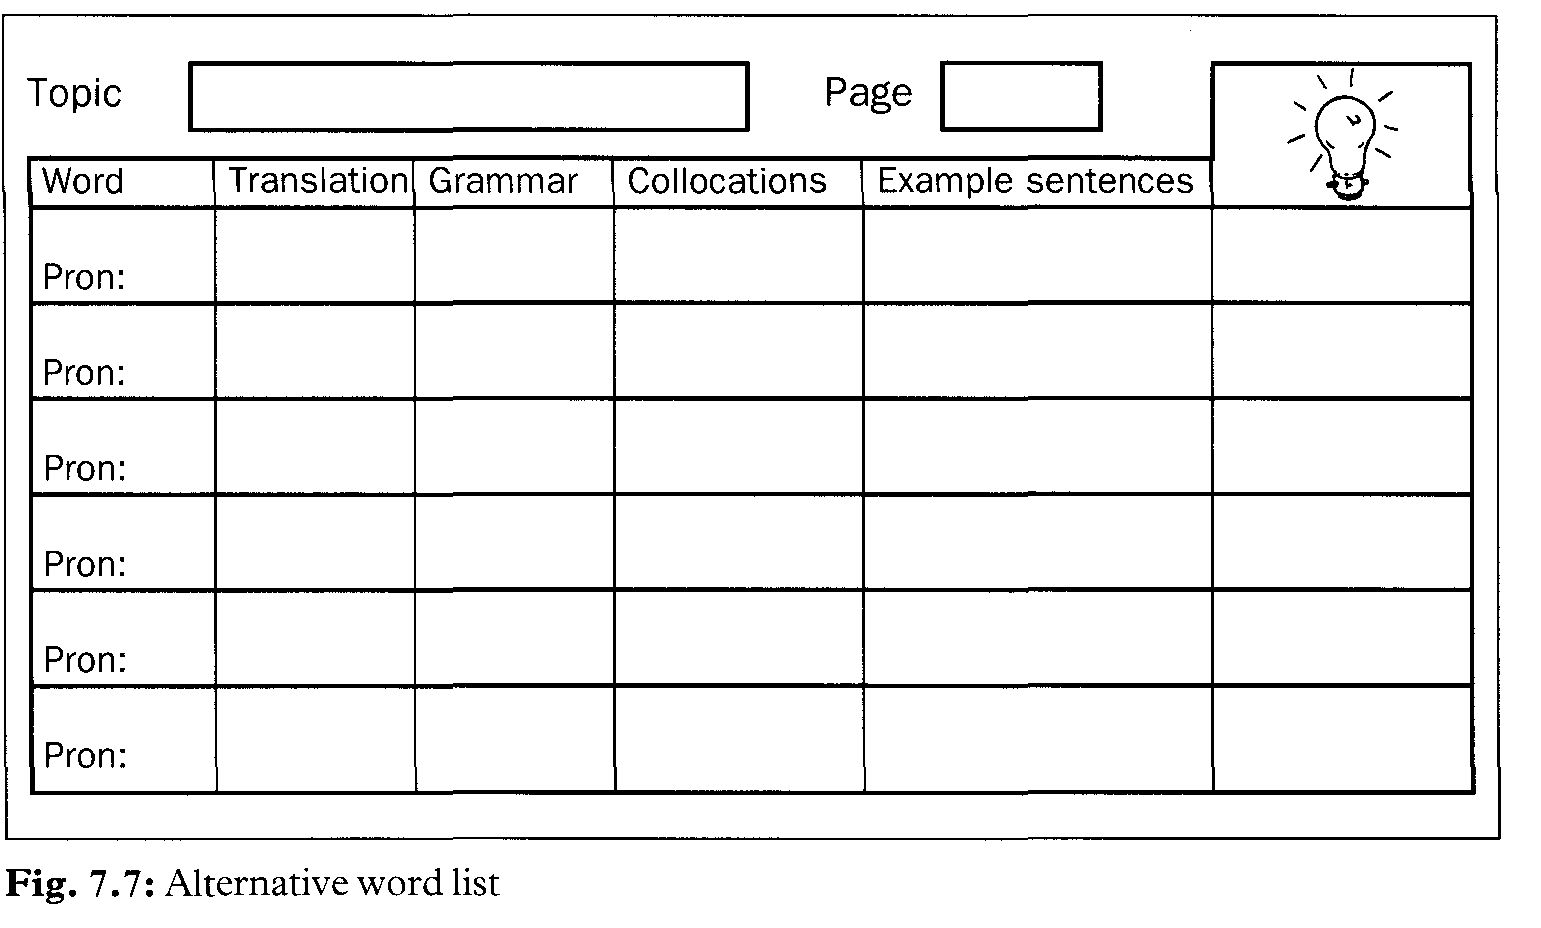 Topic Page
Word Translation Grammar Collocations Example sentences
Pron:
Pron:
Pron:
Pron:
Pron:
Pron:
Fig. 7.7: Alternative word list